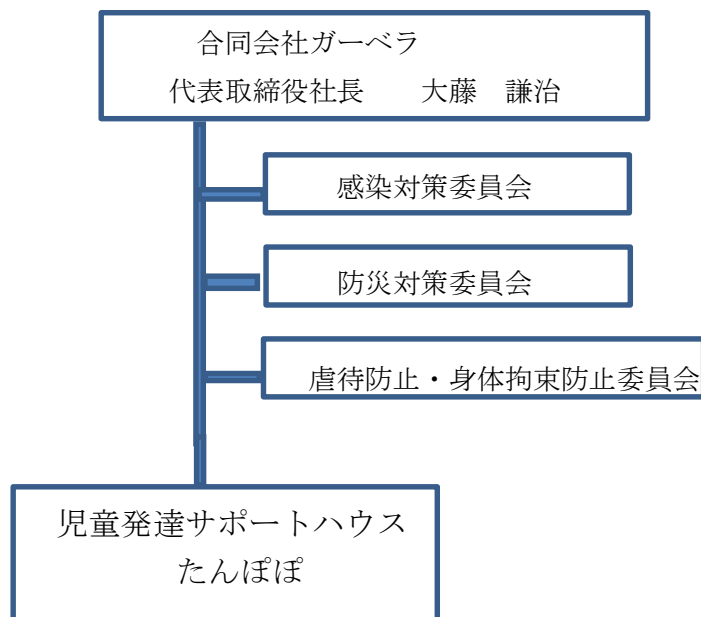 合同会社ガーベラ
代表取締役社長　　大藤　謙治
感染対策委員会
防災対策委員会
虐待防止・身体拘束防止委員会
児童発達サポートハウス
たんぽぽ